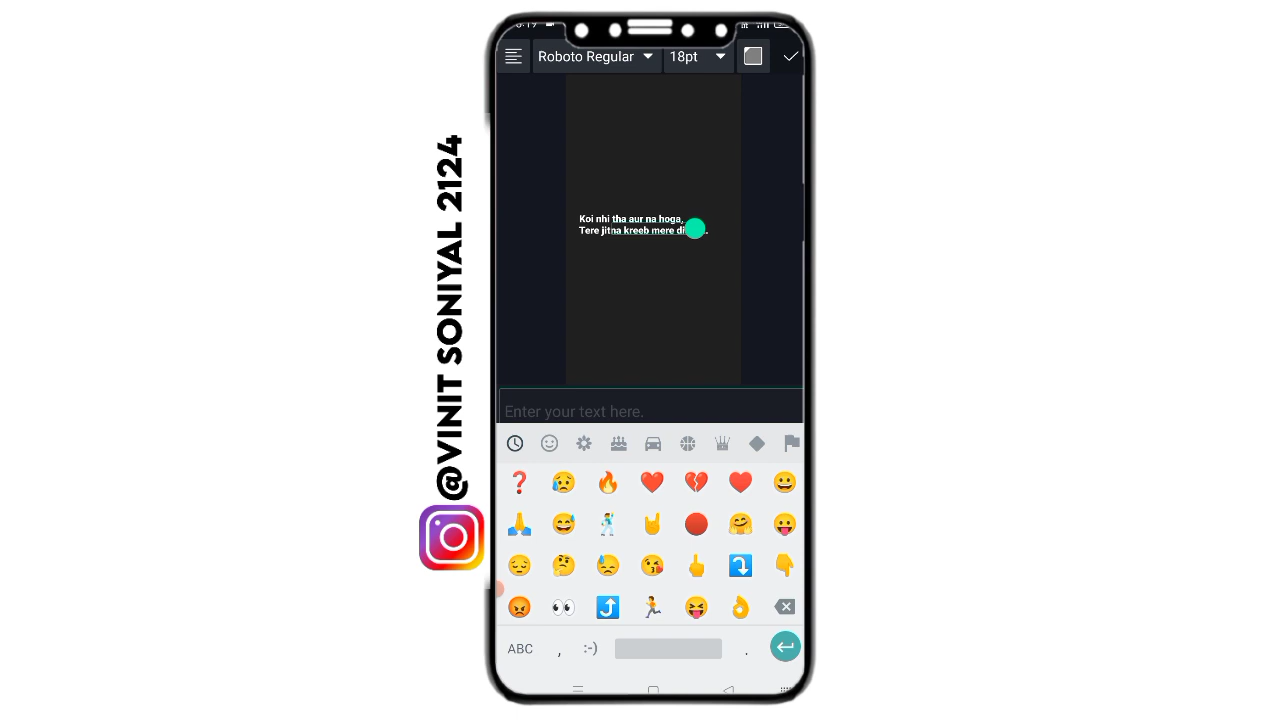 Roboto Regular
18pt
Koi nhi tha aur na hoga,
Tere jitna kreeb mere
Enter your text here.
ABC , :-) .
@VINIT SONIYAL 2124